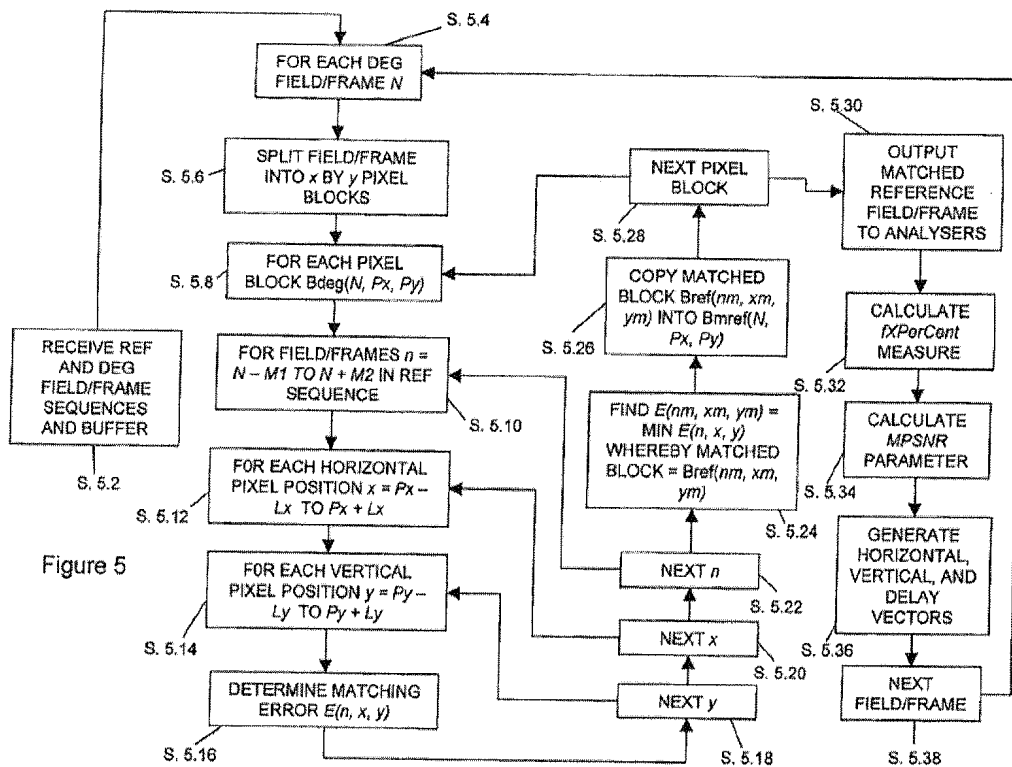 S. 5.4
FOR EACH DEG
FIELD/FRAME N
S. 5.6
SPLIT FIELD/FRAME
INTO x BY y PIXEL
BLOCKS
S. 5.8
FOR EACH PIXEL
BLOCK Bdeg(N, Px, Py)
RECEIVE REF
AND DEG
FIELD/FRAME
SEQUENCES
AND BUFFER
S. 5.2
FOR FIELD/FRAMES n =
N – M1 TO N + M2 IN REF
SEQUENCE
S. 5.10
FOR EACH HORIZONTAL
PIXEL POSITION x = Px –
Lx TO Px + Lx
S. 5.12
Figure 5
FOR EACH VERTICAL
PIXEL POSITION y = Py –
Ly TO Py + Ly
S. 5.14
DETERMINE MATCHING
ERROR E(n, x, y)
S. 5.16
NEXT y
S. 5.18
NEXT x
S. 5.20
NEXT n
S. 5.22
FIND E(nm, xm, ym) =
MIN E(n, x, y)
WHEREBY MATCHED
BLOCK = Bref(nm, xm,
ym)
S. 5.24
COPY MATCHED
BLOCK Bref(nm, xm,
ym) INTO Bmref(N,
Px, Py)
S. 5.26
NEXT PIXEL
BLOCK
S. 5.28
S. 5.30
OUTPUT
MATCHED
REFERENCE
FIELD/FRAME
TO ANALYSERS
CALCULATE
fXPerCent
MEASURE
S. 5.32
CALCULATE
MPSNR
PARAMETER
S. 5.34
GENERATE
HORIZONTAL,
VERTICAL, AND
DELAY
VECTORS
S. 5.36
NEXT
FIELD/FRAME
S. 5.38